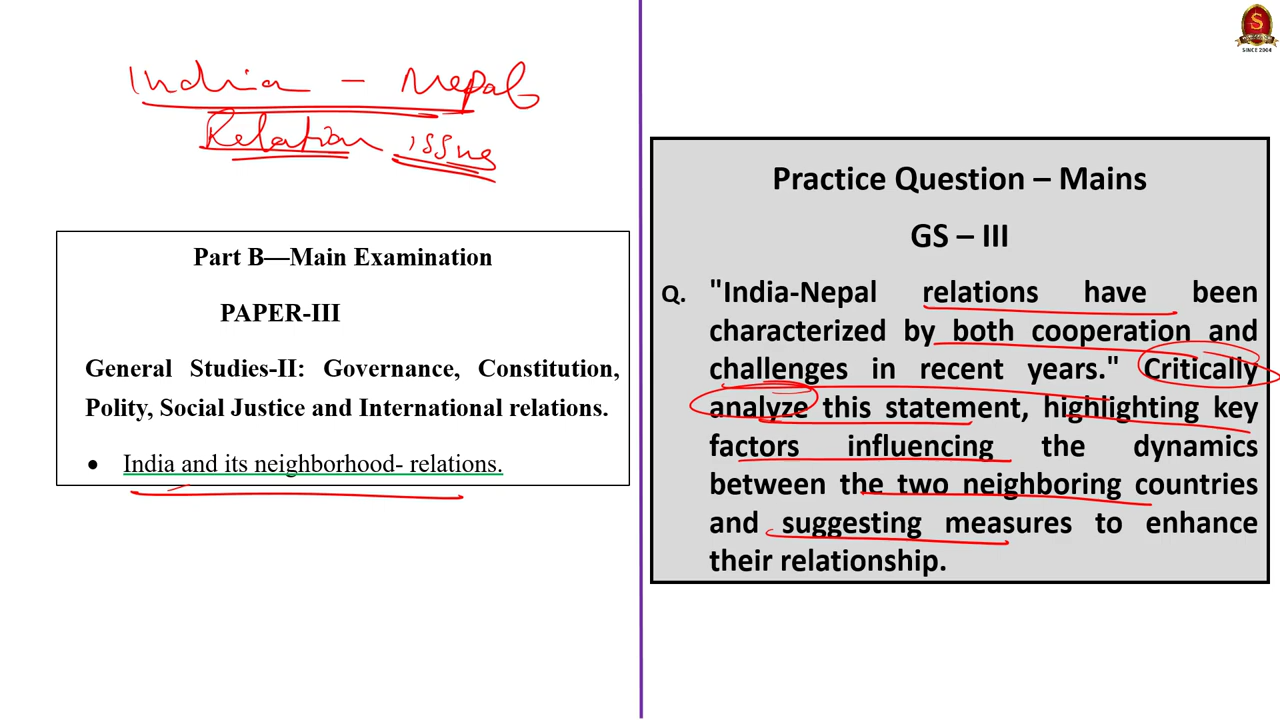 India - Nepal
Relation issue
Part B—Main Examination
PAPER-III
General Studies-II: Governance, Constitution,
Polity, Social Justice and International relations.
• India and its neighborhood- relations.
S
SINCE 2004
Practice Question – Mains
GS – III
Q. "India-Nepal relations have been
characterized by both cooperation and
challenges in recent years." Critically
analyze this statement, highlighting key
factors influencing the dynamics
between the two neighboring countries
and suggesting measures to enhance
their relationship.